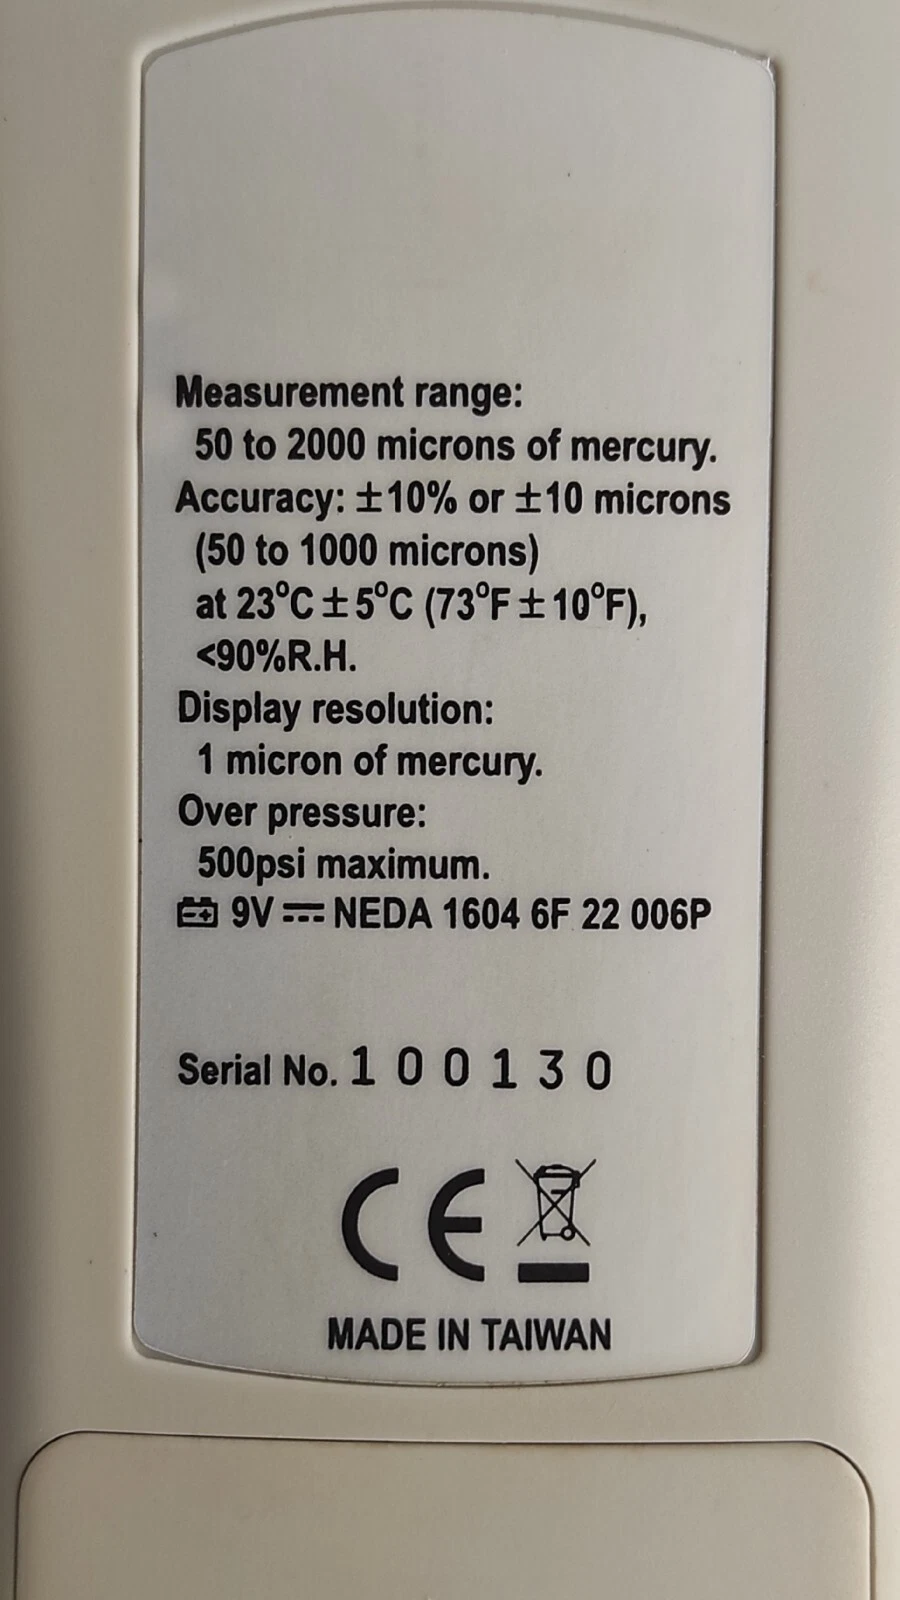 Measurement range:
50 to 2000 microns of mercury.
Accuracy: ±10% or ±10 microns
(50 to 1000 microns)
at 23°C ± 5°C (73°F ± 10°F),
<90%R.H.
Display resolution:
1 micron of mercury.
Over pressure:
500psi maximum.
9V ⎓ NEDA 1604 6F 22 006P
Serial No. 1 0 0 1 3 0
CE
MADE IN TAIWAN